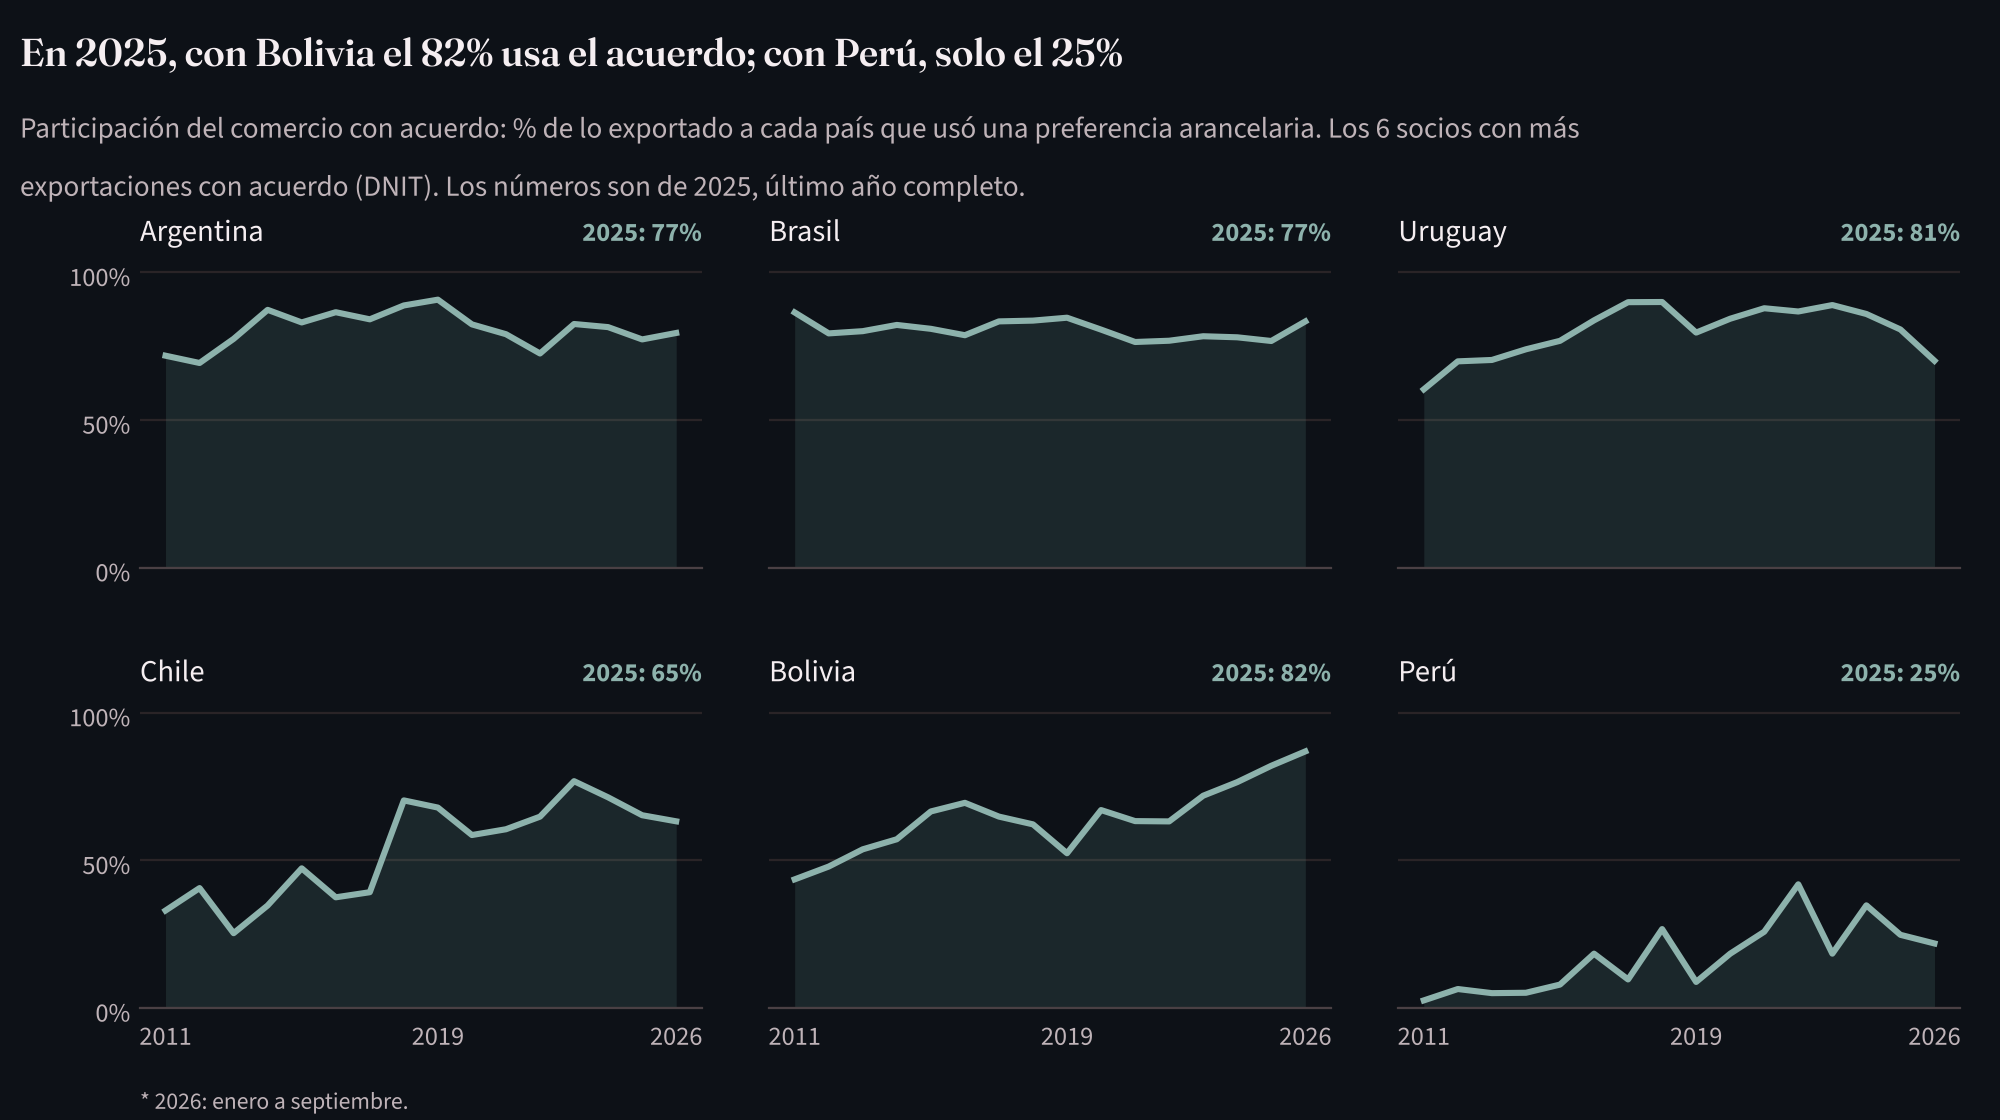 En 2025, con Bolivia el 82% usa el acuerdo; con Perú, solo el 25%
Participación del comercio con acuerdo: % de lo exportado a cada país que usó una preferencia arancelaria. Los 6 socios con más
exportaciones con acuerdo (DNIT). Los números son de 2025, último año completo.
Argentina 2025: 77%
Brasil 2025: 77%
Uruguay 2025: 81%
100%
50%
0%
Chile 2025: 65%
Bolivia 2025: 82%
Perú 2025: 25%
100%
50%
0%
2011 2019 2026
2011 2019 2026
2011 2019 2026
* 2026: enero a septiembre.